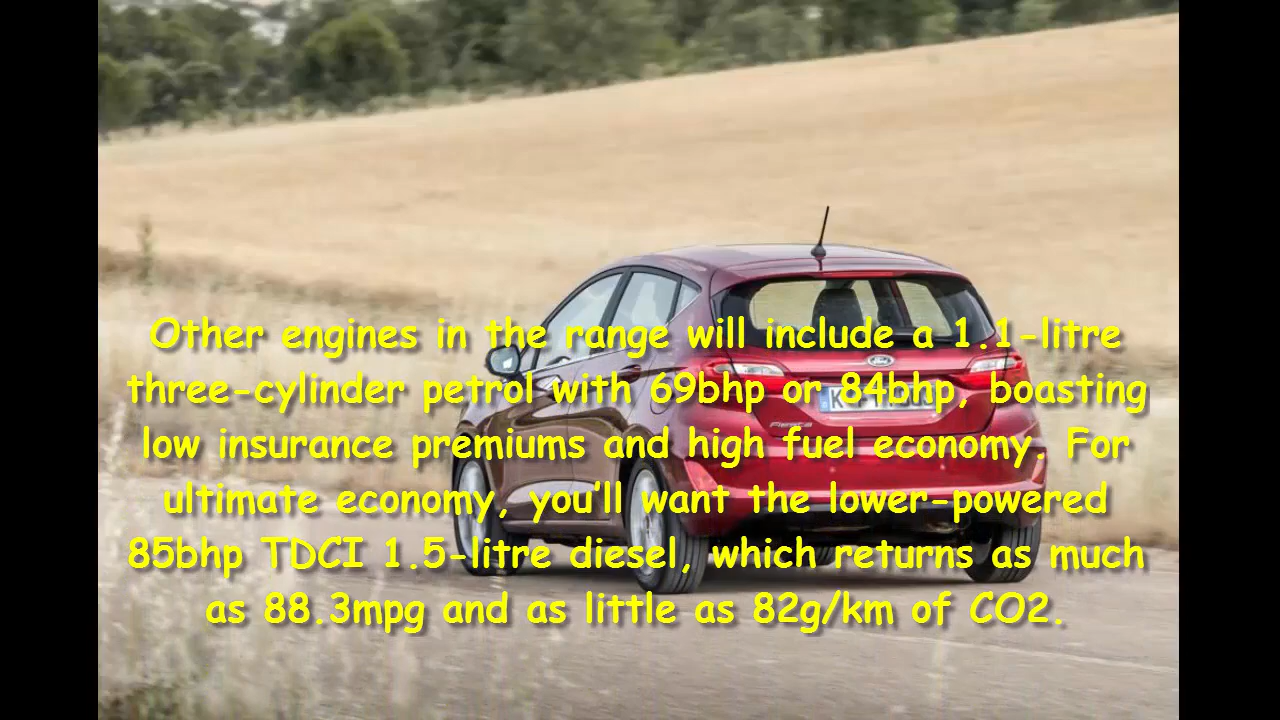 Other engines in the range will include a 1.1-litre
three-cylinder petrol with 69bhp or 84bhp, boasting
low insurance premiums and high fuel economy. For
ultimate economy, you’ll want the lower-powered
85bhp TDCI 1.5-litre diesel, which returns as much
as 88.3mpg and as little as 82g/km of CO2.
Ford
Fiesta